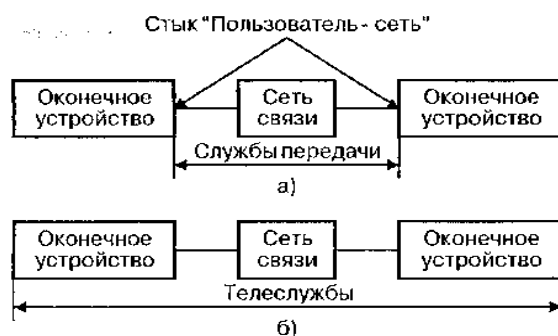 Стык "Пользователь - сеть"
Оконечное
устройство
Сеть
связи
Оконечное
устройство
Службы передачи
а)
Оконечное
устройство
Сеть
связи
Оконечное
устройство
Телеслужбы
б)